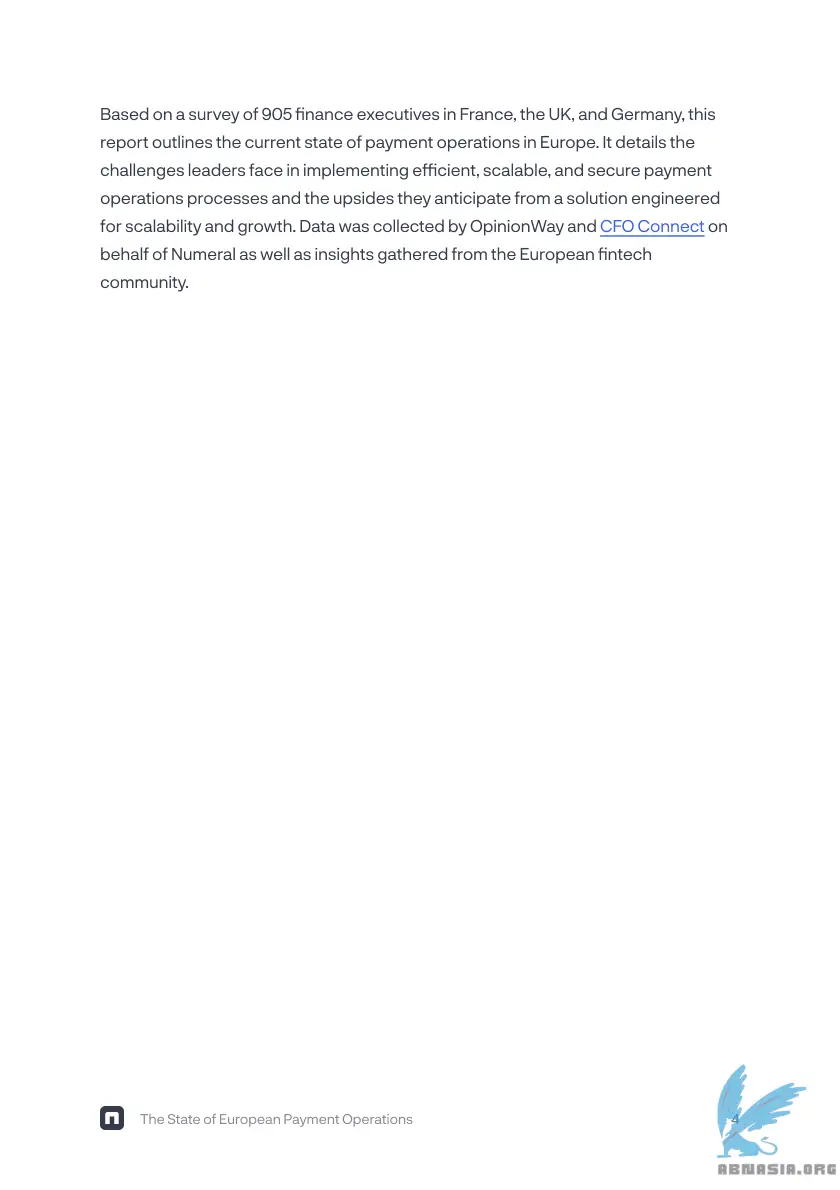 Based on a survey of 905 finance executives in France, the UK, and Germany, this
report outlines the current state of payment operations in Europe. It details the
challenges leaders face in implementing efficient, scalable, and secure payment
operations processes and the upsides they anticipate from a solution engineered
for scalability and growth. Data was collected by OpinionWay and CFO Connect on
behalf of Numeral as well as insights gathered from the European fintech
community.
The State of European Payment Operations
4
ABNASIA.ORG